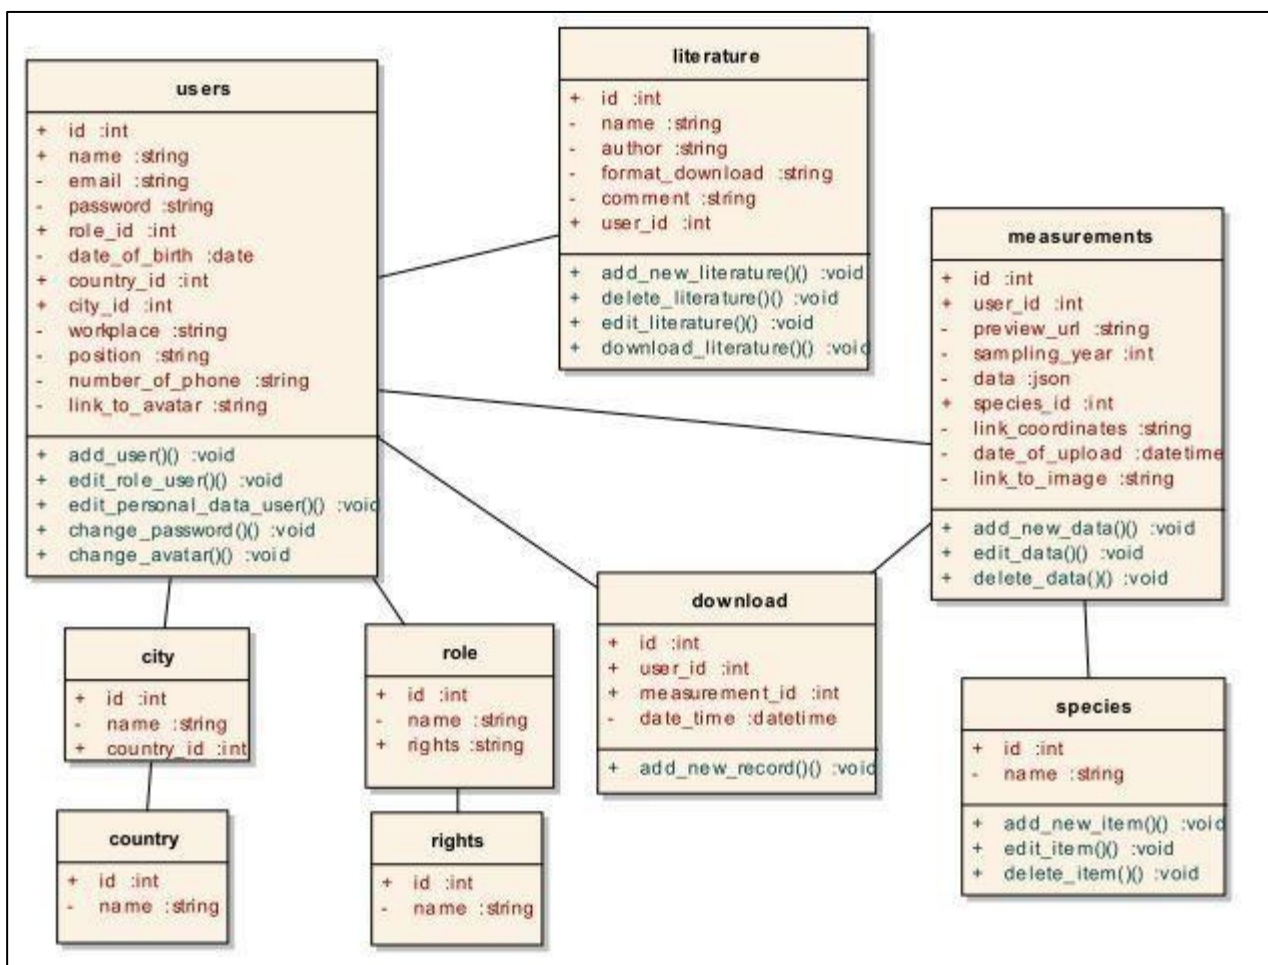 users
+ id :int
+ name :string
- email :string
- password :string
+ role_id :int
- date_of_birth :date
+ country_id :int
+ city_id :int
- workplace :string
- position :string
- number_of_phone :string
- link_to_avatar :string
+ add_user()() :void
+ edit_role_user()() :void
+ edit_personal_data_user()() :void
+ change_password()() :void
+ change_avatar()() :void
literature
+ id :int
- name :string
- author :string
- format_download :string
- comment :string
+ user_id :int
+ add_new_literature()() :void
+ delete_literature()() :void
+ edit_literature()() :void
+ download_literature()() :void
measurements
+ id :int
+ user_id :int
- preview_url :string
- sampling_year :int
- data :json
+ species_id :int
- link_coordinates :string
- date_of_upload :datetime
- link_to_image :string
+ add_new_data()() :void
+ edit_data()() :void
+ delete_data()() :void
city
+ id :int
- name :string
+ country_id :int
role
+ id :int
- name :string
+ rights :string
download
+ id :int
+ user_id :int
+ measurement_id :int
- date_time :datetime
+ add_new_record()() :void
species
+ id :int
- name :string
+ add_new_item()() :void
+ edit_item()() :void
+ delete_item()() :void
country
+ id :int
- name :string
rights
+ id :int
- name :string